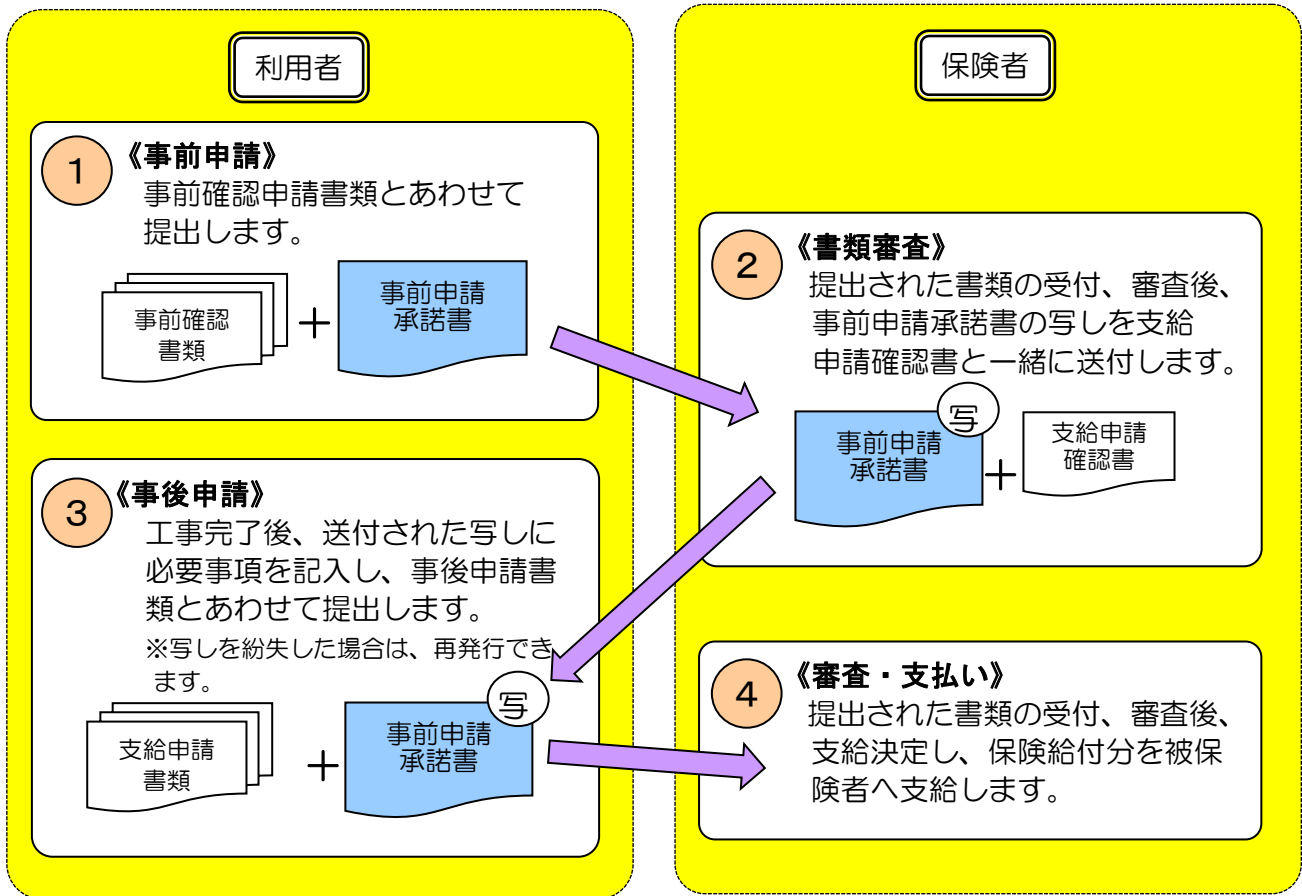 利用者
1
《事前申請》
事前確認申請書類とあわせて
提出します。
事前確認
書類
+
事前申請
承諾書
3
《事後申請》
工事完了後、送付された写しに
必要事項を記入し、事後申請書
類とあわせて提出します。
※写しを紛失した場合は、再発行でき
ます。
支給申請
書類
+
写
事前申請
承諾書
保険者
2
《書類審査》
提出された書類の受付、審査後、
事前申請承諾書の写しを支給
申請確認書と一緒に送付します。
写
事前申請
承諾書
+
支給申請
確認書
4
《審査・支払い》
提出された書類の受付、審査後、
支給決定し、保険給付分を被保
険者へ支給します。